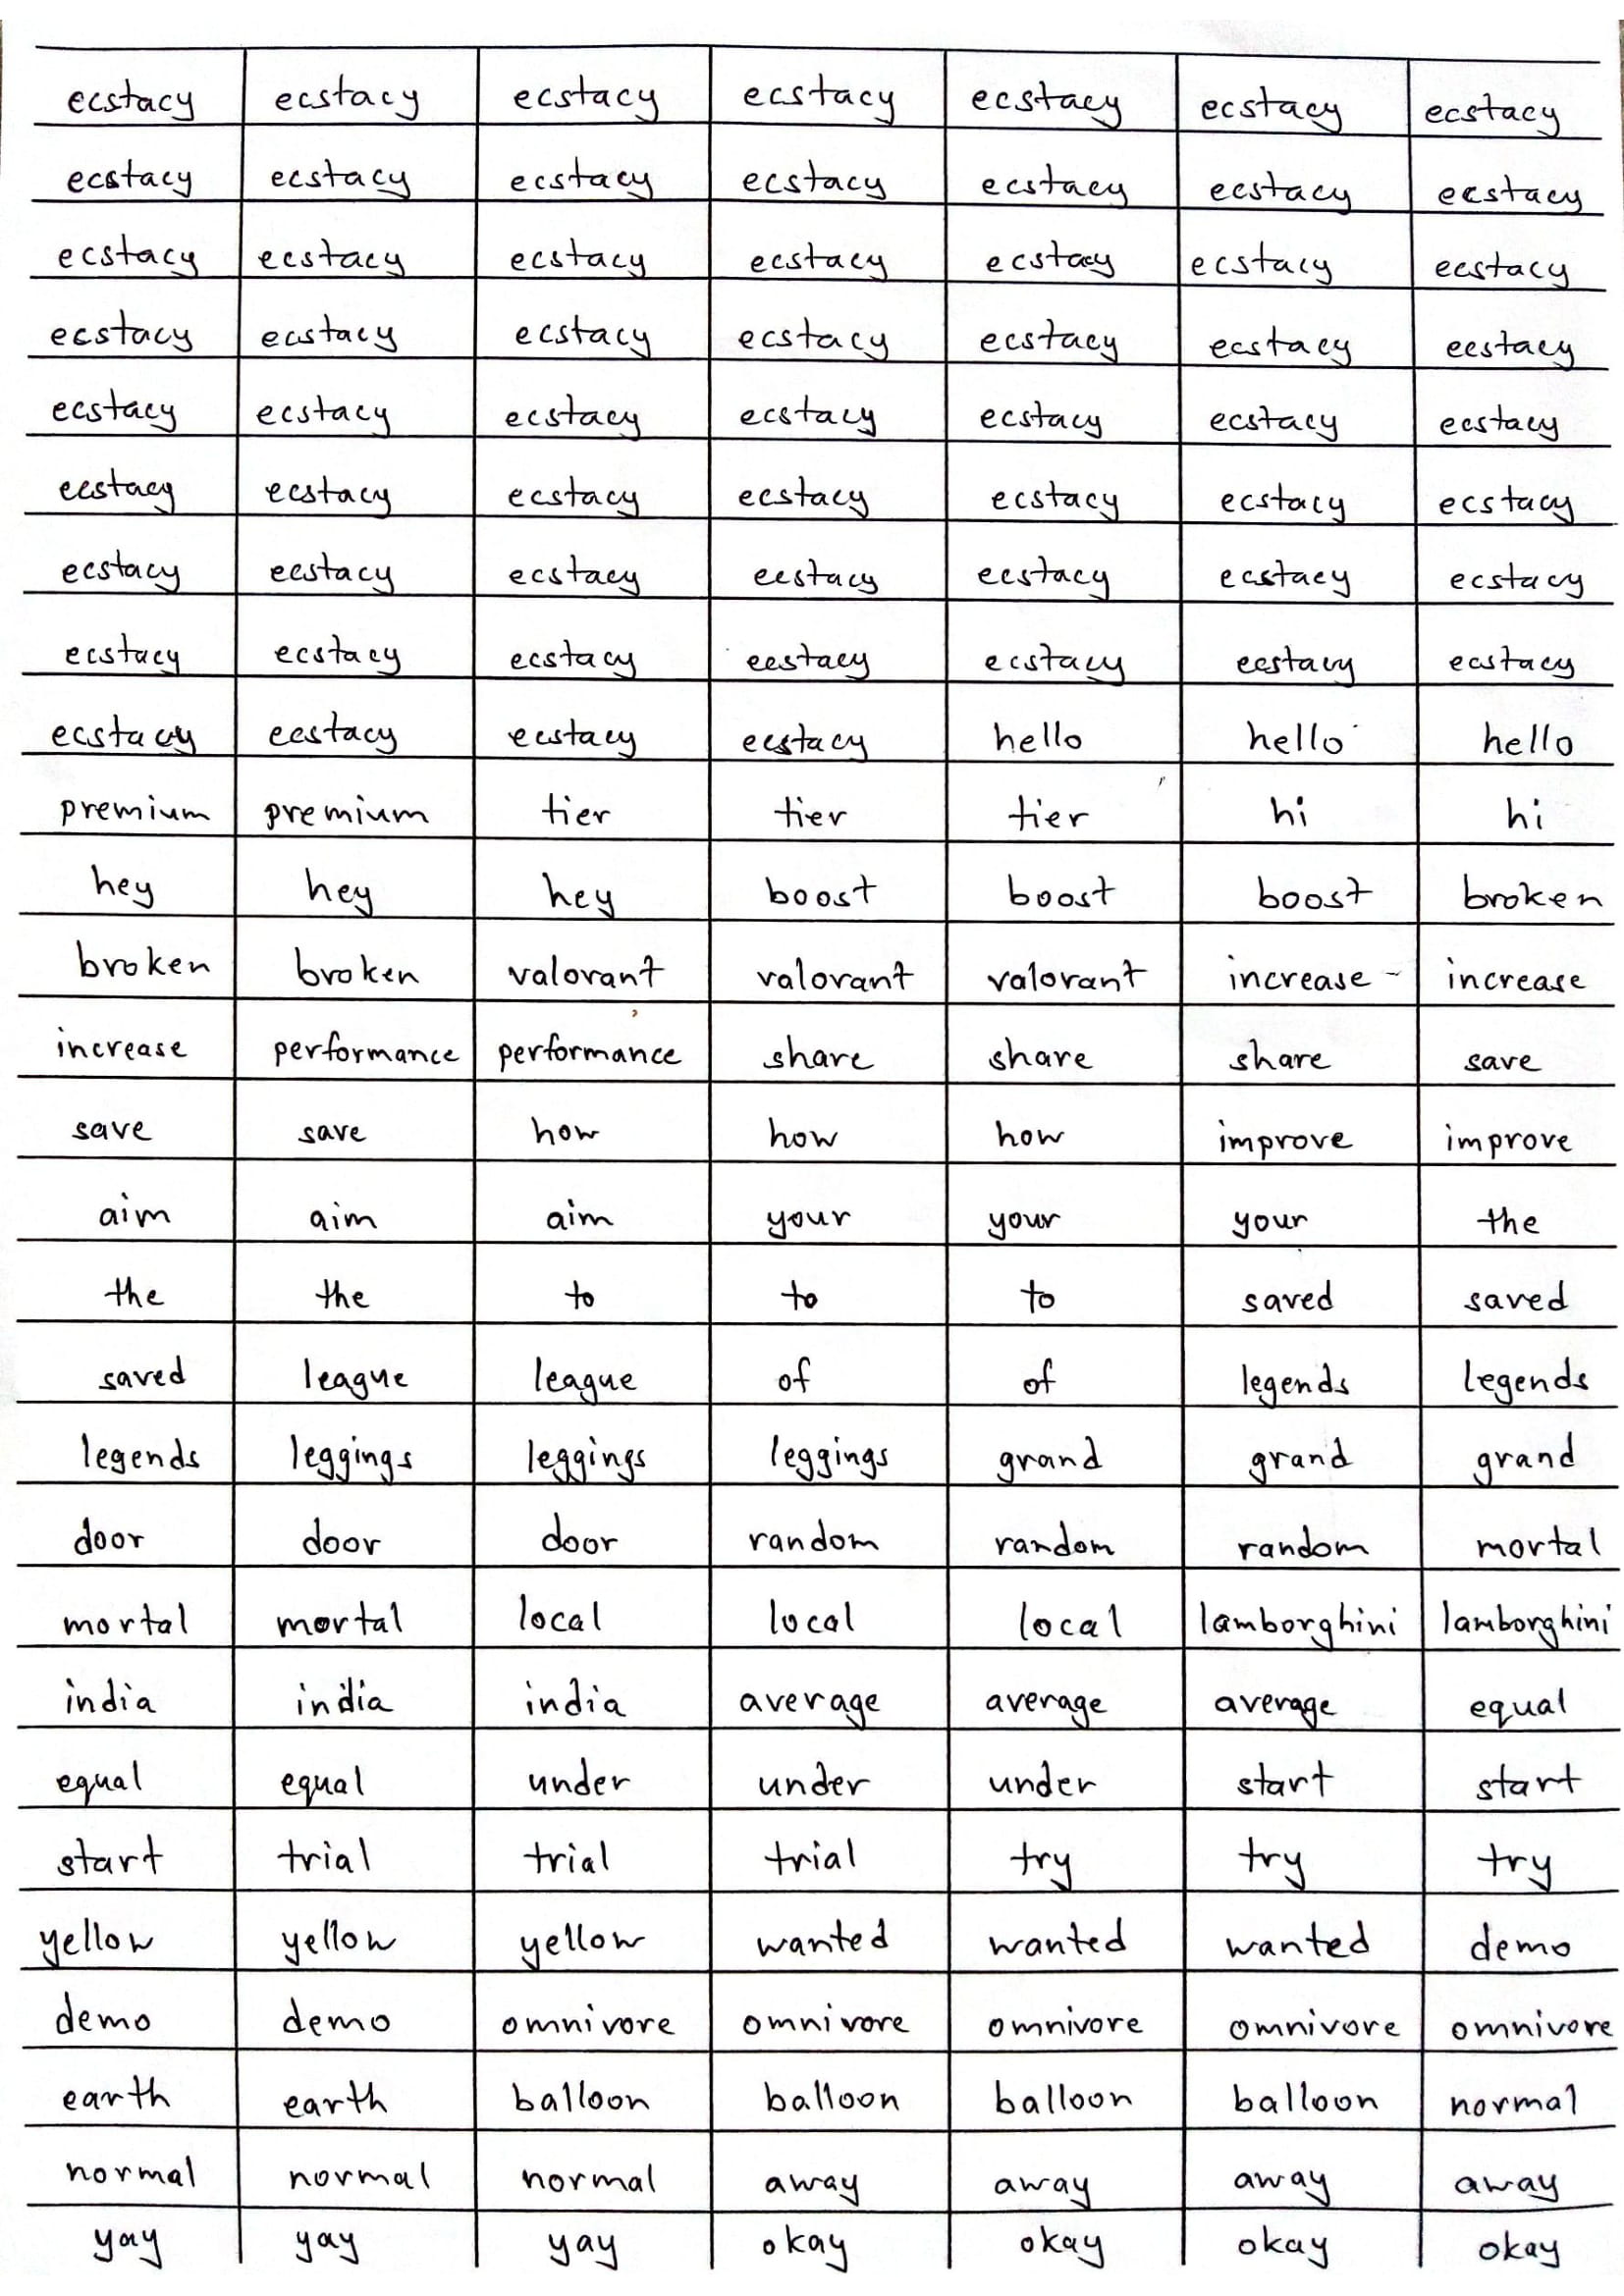 ecstacy ecstacy ecstacy ecstacy ecstacy ecstacy ecstacy
ecstacy ecstacy ecstacy ecstacy ecstacy ecstacy ecstacy
ecstacy ecstacy ecstacy ecstacy ecstacy ecstacy ecstacy
ecstacy ecstacy ecstacy ecstacy ecstacy ecstacy ecstacy
ecstacy ecstacy ecstacy ecstacy ecstacy ecstacy ecstacy
ecstacy ecstacy ecstacy ecstacy ecstacy ecstacy ecstacy
ecstacy ecstacy ecstacy ecstacy ecstacy ecstacy ecstacy
ecstacy ecstacy ecstacy ecstacy ecstacy ecstacy ecstacy
ecstacy ecstacy ecstacy ecstacy hello hello hello
premium premium tier tier tier hi hi
hey hey hey boost boost boost broken
broken broken valorant valorant valorant increase increase
increase performance performance share share share save
save save how how how improve improve
aim aim aim your your your the
the the to to to saved saved
saved league league of of legends legends
legends leggings leggings leggings grand grand grand
door door door random random random mortal
mortal mortal local local local lamborghini lamborghini
india india india average average average equal
equal equal under under under start start
start trial trial trial try try try
yellow yellow yellow wanted wanted wanted demo
demo demo omnivore omnivore omnivore omnivore omnivore
earth earth balloon balloon balloon balloon normal
normal normal normal away away away away
yay yay yay okay okay okay okay